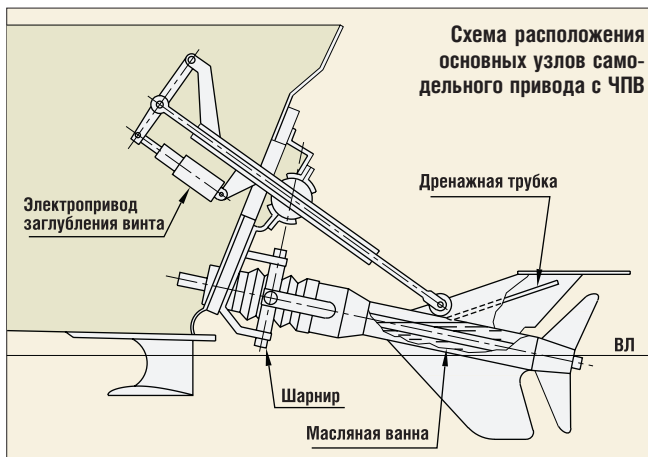 Схема расположения
основных узлов само-
дельного привода с ЧПВ
Дренажная трубка
Электропривод
заглубления винта
ВЛ
Шарнир
Масляная ванна